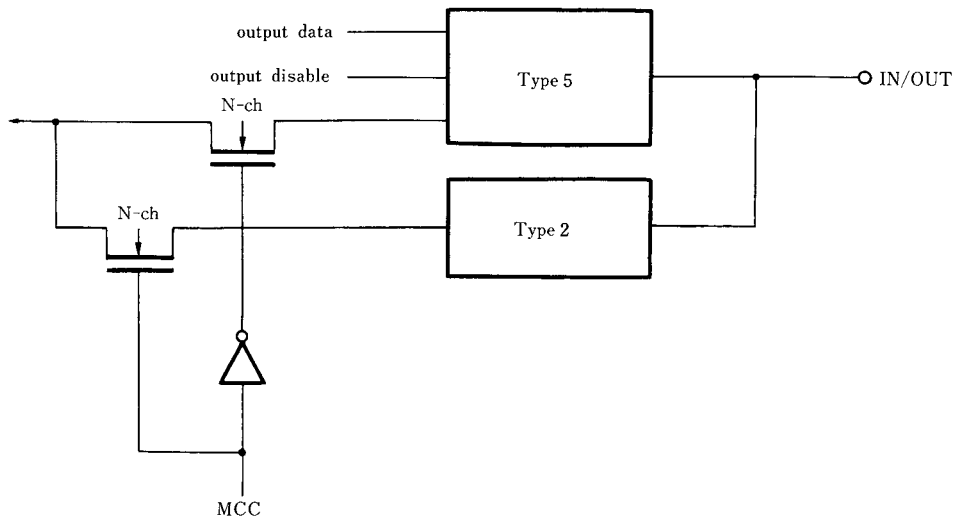 output data
output disable
Type 5
IN/OUT
N-ch
N-ch
Type 2
MCC